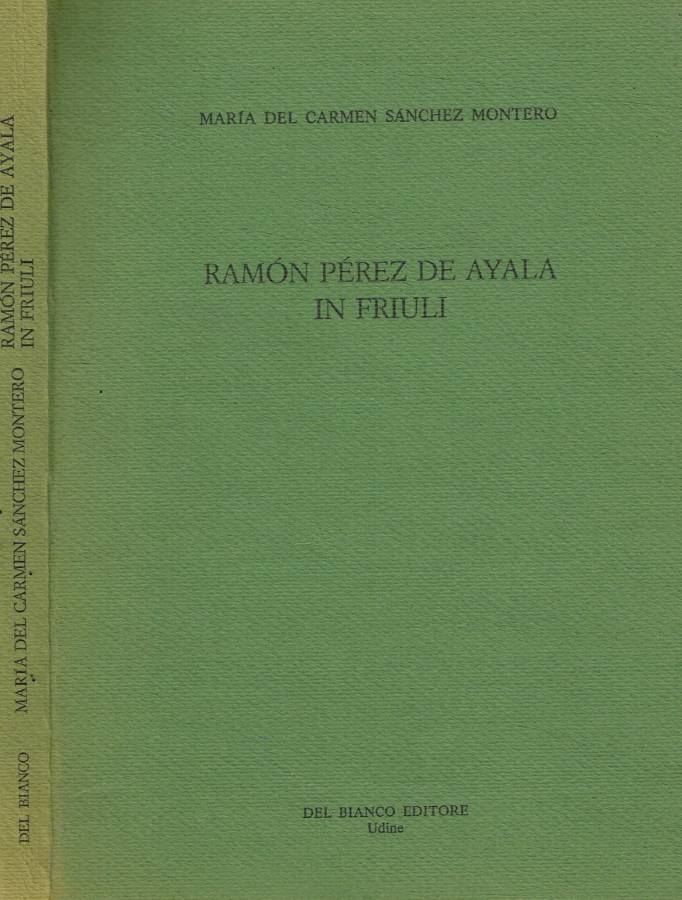 MARÍA DEL CARMEN SÁNCHEZ MONTERO
RAMÓN PÉREZ DE AYALA
IN FRIULI
DEL BIANCO EDITORE
Udine
RAMÓN PÉREZ DE AYALA
IN FRIULI
MARÍA DEL CARMEN SÁNCHEZ MONTERO
DEL BIANCO